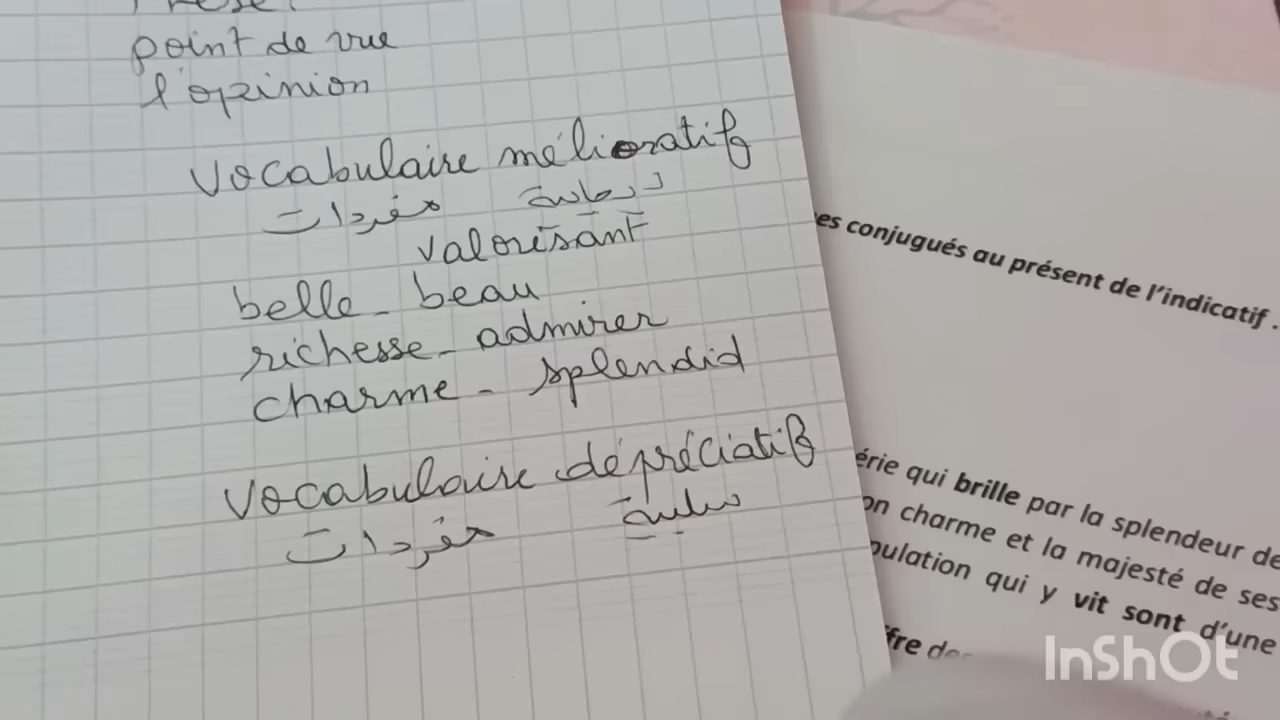 point de vue
l'opinion
vocabulaire mélioratif
مفردات
valorisant
belle - beau
richesse - admirer
charme - splendid
vocabulaire dépréciatif
مفردات سلبية
es conjugués au présent de l'indicatif .
érie qui brille par la splendeur de
on charme et la majesté de ses
pulation qui y vit sont d'une
ffre
InShOt